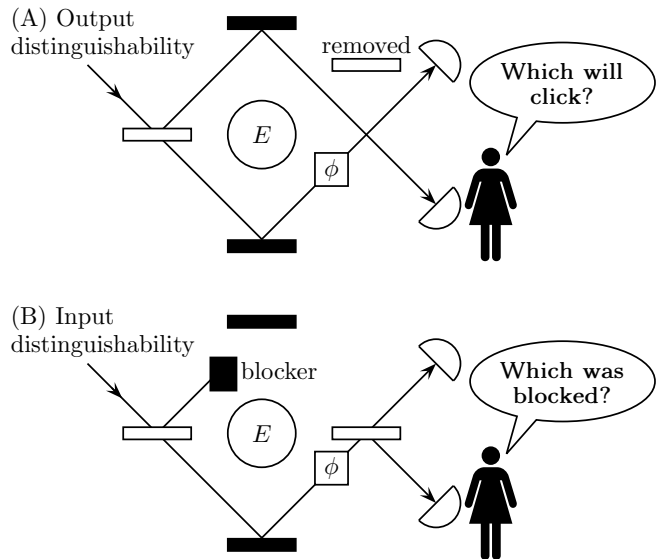 (A) Output
distinguishability
removed
Which will
click?
E
ϕ
(B) Input
distinguishability
blocker
Which was
blocked?
E
ϕ